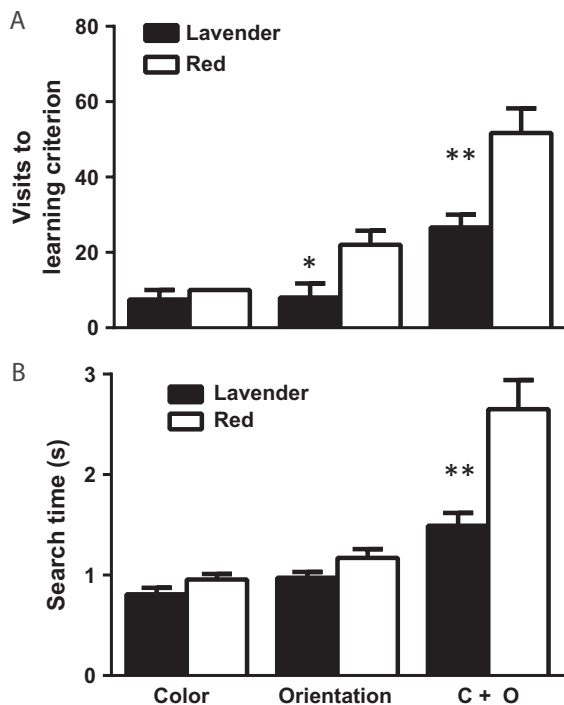 A
Visits to
learning criterion
80
60
40
20
0
Lavender
Red
*
**
B
Search time (s)
3
2
1
0
Lavender
Red
**
Color Orientation C + O